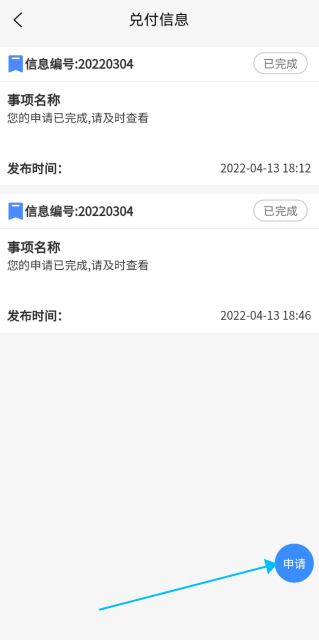 兑付信息
信息编号:20220304 已完成
事项名称
您的申请已完成,请及时查看
发布时间: 2022-04-13 18:12
信息编号:20220304 已完成
事项名称
您的申请已完成,请及时查看
发布时间: 2022-04-13 18:46
申请